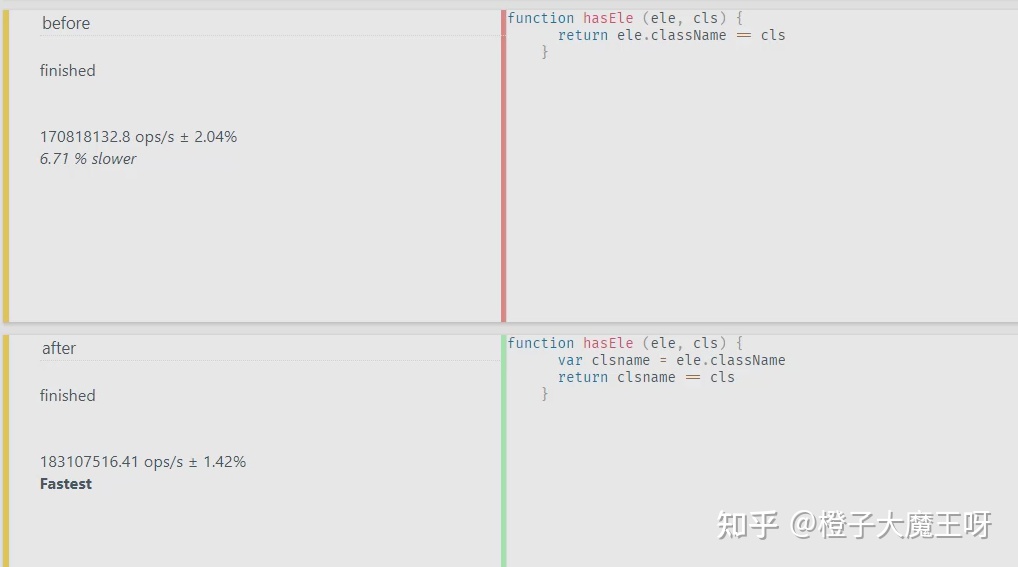 before
finished
170818132.8 ops/s ± 2.04%
6.71 % slower
function hasEle (ele, cls) {
return ele.className == cls
}
after
finished
183107516.41 ops/s ± 1.42%
Fastest
function hasEle (ele, cls) {
var clsname = ele.className
return clsname == cls
}
知乎 @橙子大魔王呀